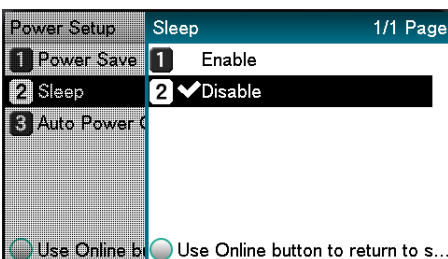 Power Setup
1 Power Save
2 Sleep
3 Auto Power
Use Online
Sleep 1/1 Page
1 Enable
2 Disable
Use Online button to return to s...